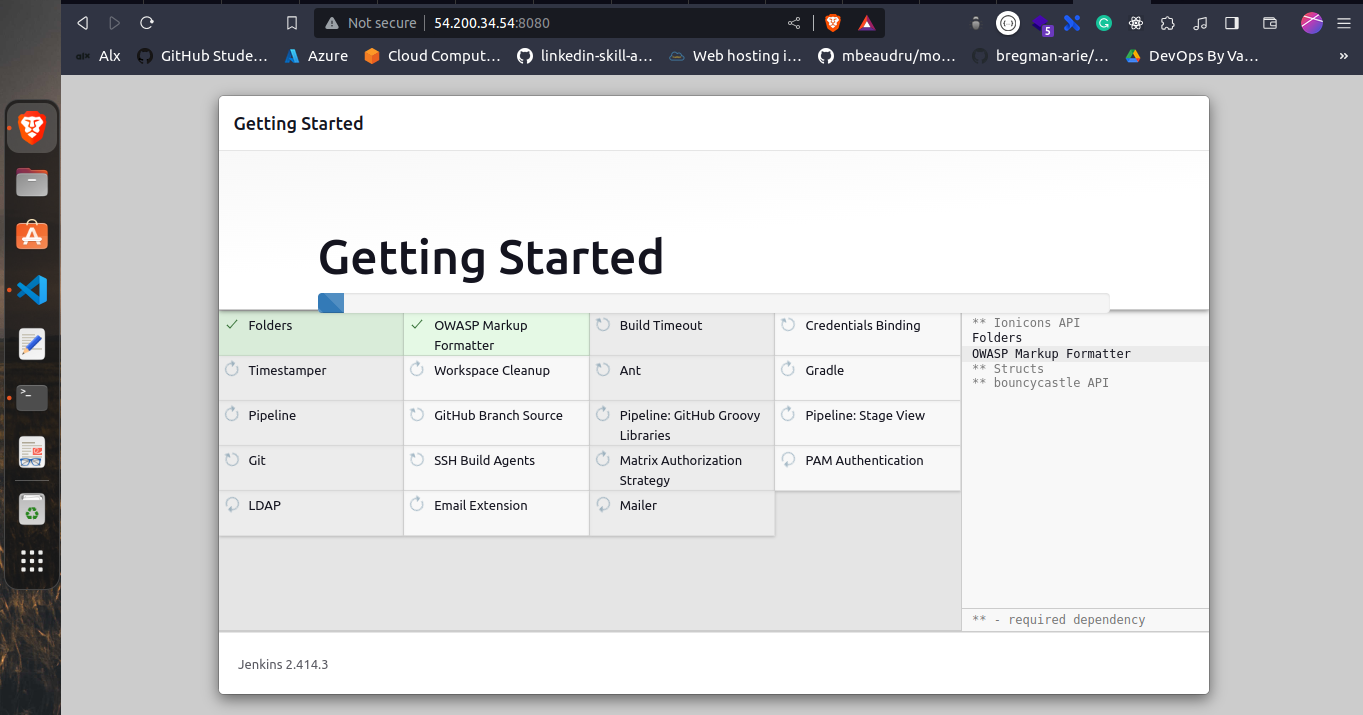 Not secure | 54.200.34.54:8080
5
alx Alx
GitHub Stude...
Azure
Cloud Comput...
linkedin-skill-a...
Web hosting i...
mbeaudru/mo...
bregman-arie/...
DevOps By Va...
»
Getting Started
Getting Started
Folders
OWASP Markup
Formatter
Build Timeout
Credentials Binding
Timestamper
Workspace Cleanup
Ant
Gradle
Pipeline
GitHub Branch Source
Pipeline: GitHub Groovy
Libraries
Pipeline: Stage View
Git
SSH Build Agents
Matrix Authorization
Strategy
PAM Authentication
LDAP
Email Extension
Mailer
** Ionicons API
Folders
OWASP Markup Formatter
** Structs
** bouncycastle API
** - required dependency
Jenkins 2.414.3